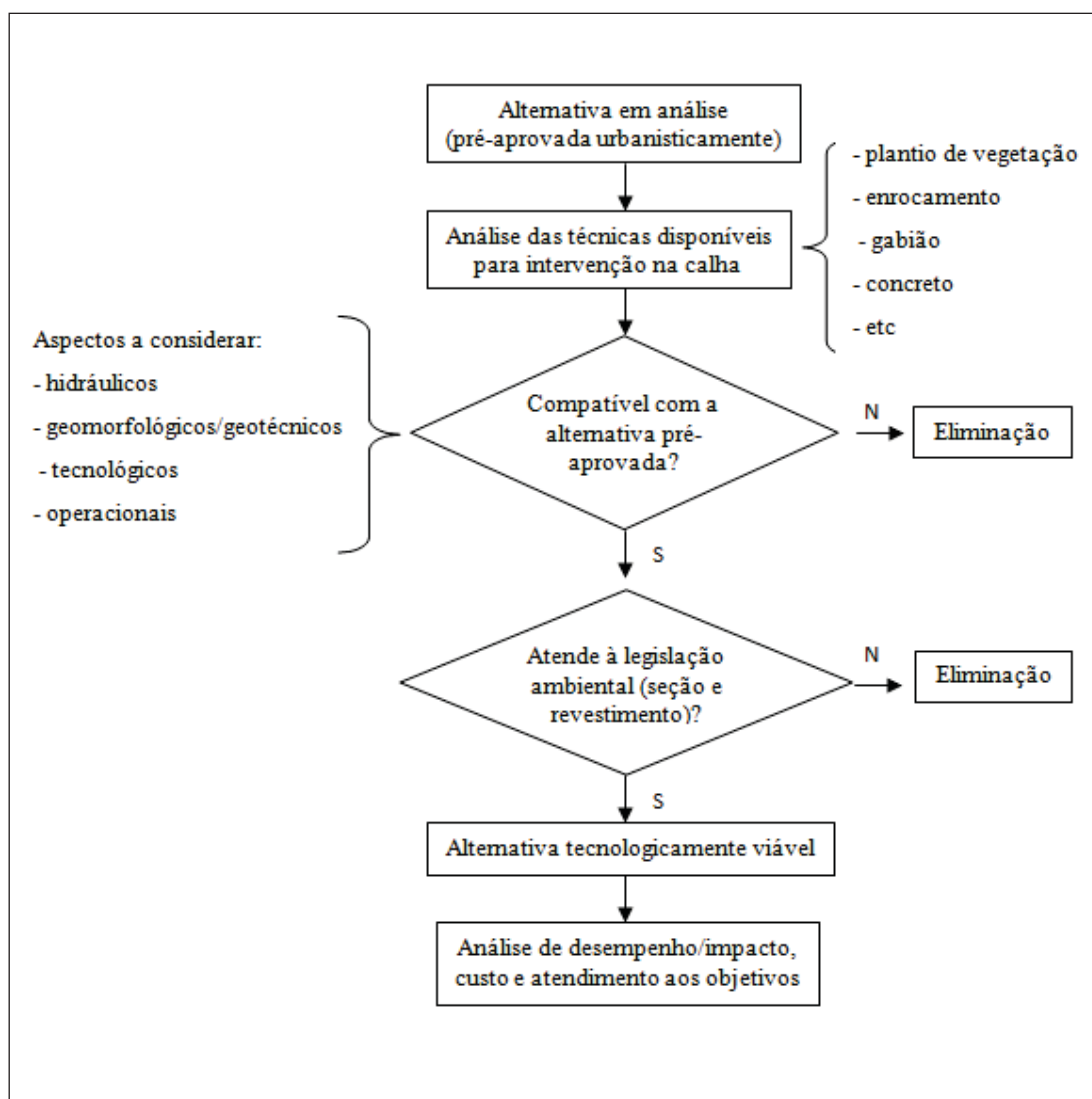 Alternativa em análise
(pré-aprovada urbanisticamente)
- plantio de vegetação
- enrocamento
- gabião
- concreto
- etc
Análise das técnicas disponíveis
para intervenção na calha
Aspectos a considerar:
- hidráulicos
- geomorfológicos/geotécnicos
- tecnológicos
- operacionais
Compatível com a
alternativa pré-
aprovada?
N
Eliminação
S
Atende à legislação
ambiental (seção e
revestimento)?
N
Eliminação
S
Alternativa tecnologicamente viável
Análise de desempenho/impacto,
custo e atendimento aos objetivos